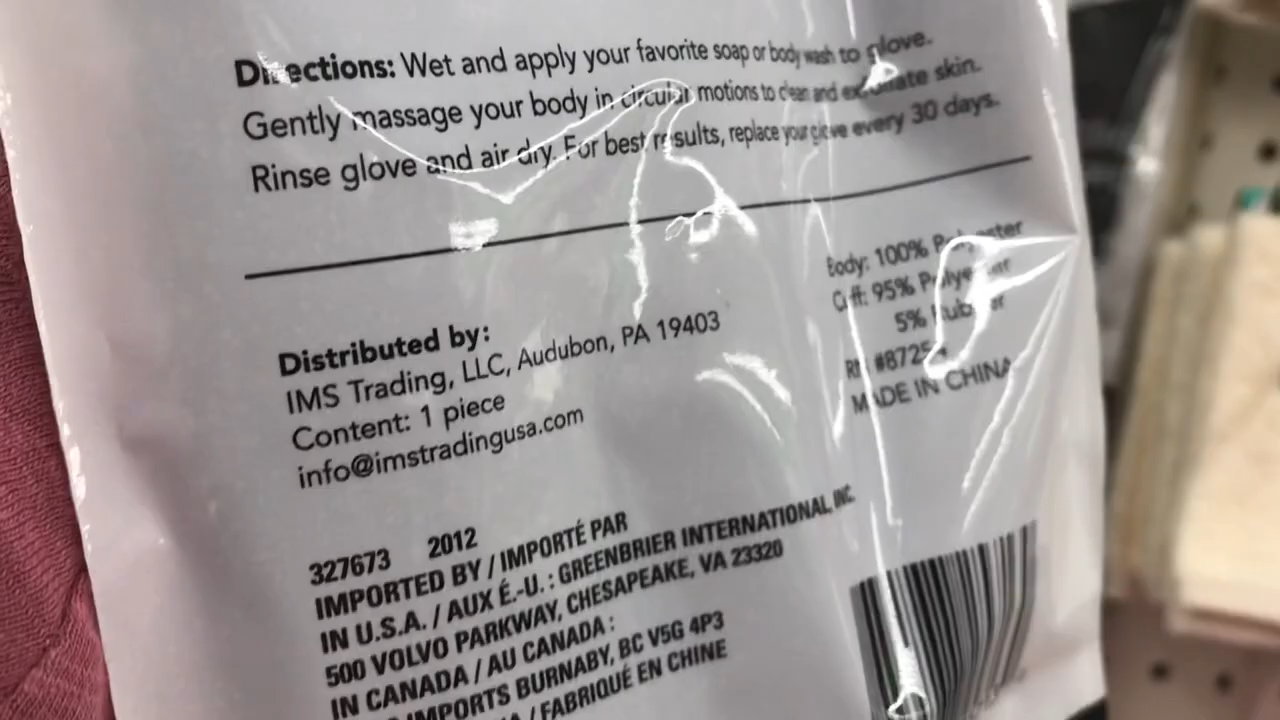 Directions: Wet and apply your favorite soap or body wash to glove.
Gently massage your body in circular motions to clean and exfoliate skin.
Rinse glove and air dry. For best results, replace your glove every 30 days.
Distributed by:
IMS Trading, LLC, Audubon, PA 19403
Content: 1 piece
info@imstradingusa.com
Body: 100% Polyester
Cuff: 95% Polyester
5% Rubber
RN #8725
MADE IN CHINA
327673 2012
IMPORTED BY / IMPORTÉ PAR
IN U.S.A. / AUX É.-U. : GREENBRIER INTERNATIONAL, INC.
500 VOLVO PARKWAY, CHESAPEAKE, VA 23320
IN CANADA / AU CANADA :
IMPORTS BURNABY, BC V5G 4P3
/ FABRIQUÉ EN CHINE